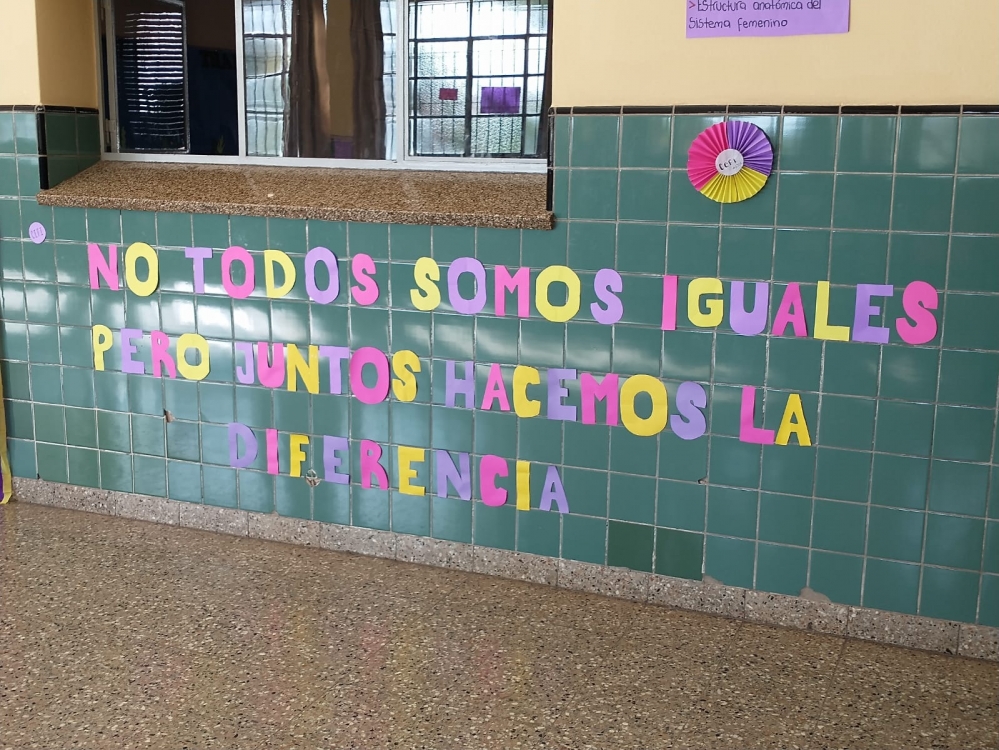 >Estructura anatómica del
Sistema femenino
NO TODOS SOMOS IGUALES
PERO JUNTOS HACEMOS LA
DIFERENCIA